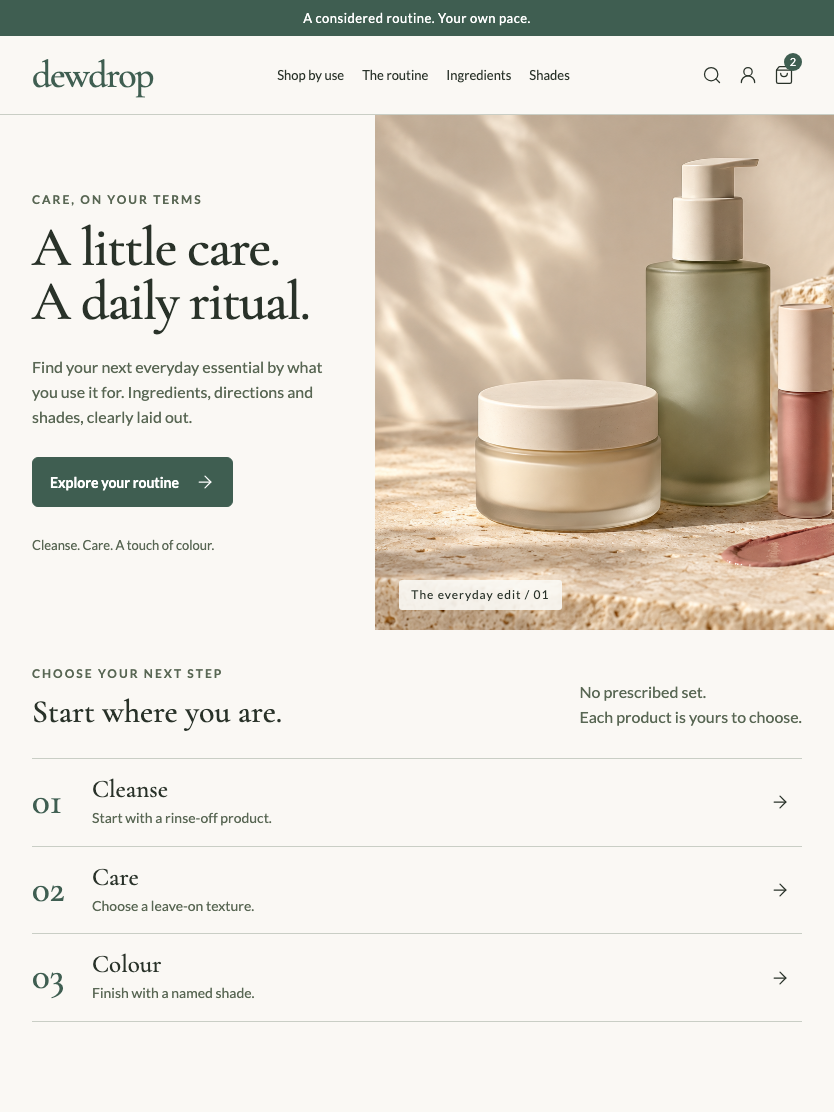 A considered routine. Your own pace.
dewdrop
Shop by use
The routine
Ingredients
Shades
2
CARE, ON YOUR TERMS
A little care.
A daily ritual.
Find your next everyday essential by what
you use it for. Ingredients, directions and
shades, clearly laid out.
Explore your routine
Cleanse. Care. A touch of colour.
The everyday edit / 01
CHOOSE YOUR NEXT STEP
Start where you are.
No prescribed set.
Each product is yours to choose.
01
Cleanse
Start with a rinse-off product.
02
Care
Choose a leave-on texture.
03
Colour
Finish with a named shade.